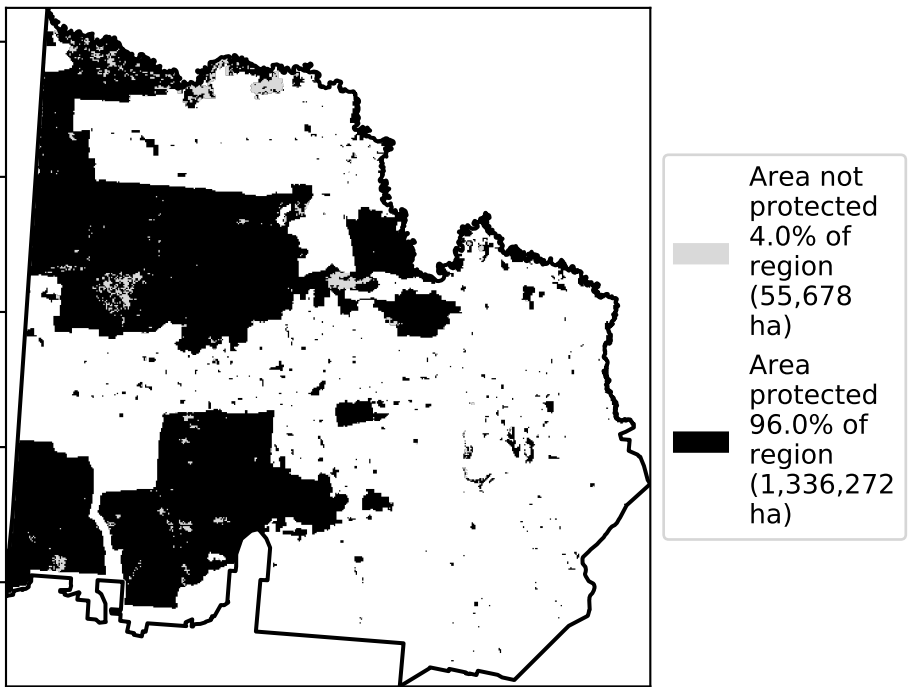 Area not
protected
4.0% of
region
(55,678
ha)
Area
protected
96.0% of
region
(1,336,272
ha)